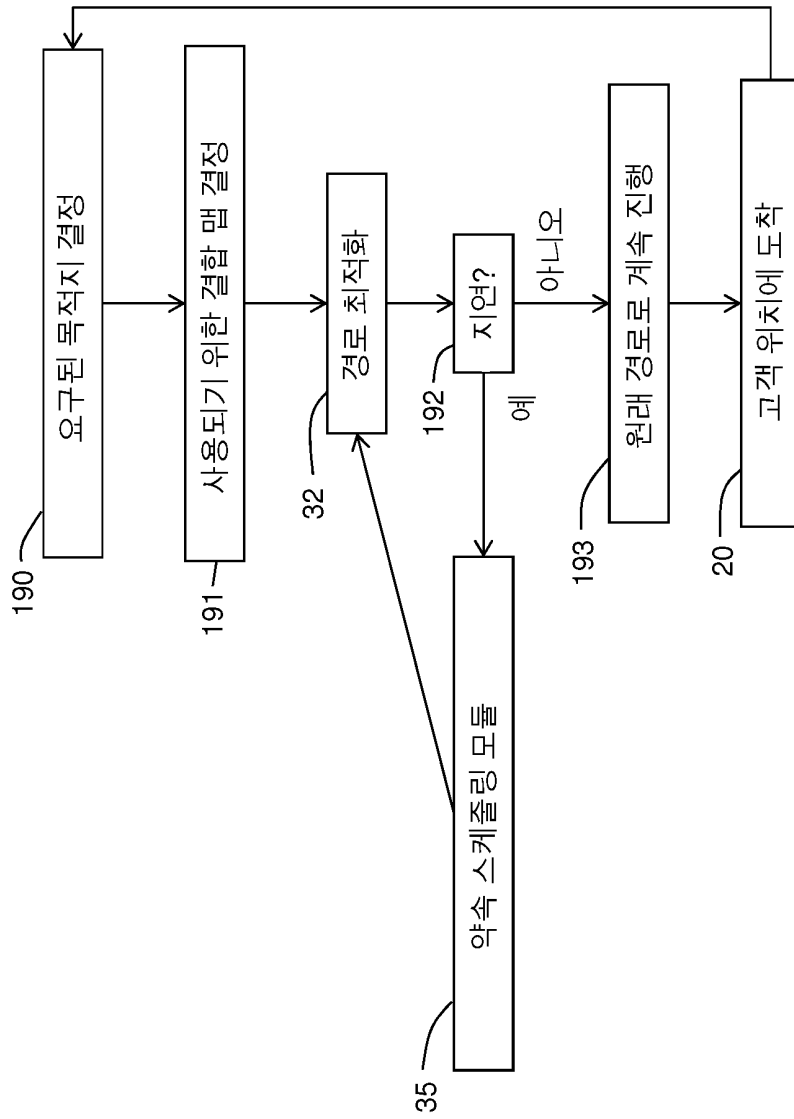 요구된 목적지 결정
190
사용되기 위한 결합 맵 결정
191
경로 최적화
32
지연?
192
예
아니오
약속 스케줄링 모듈
35
원래 경로로 계속 진행
193
고객 위치에 도착
20